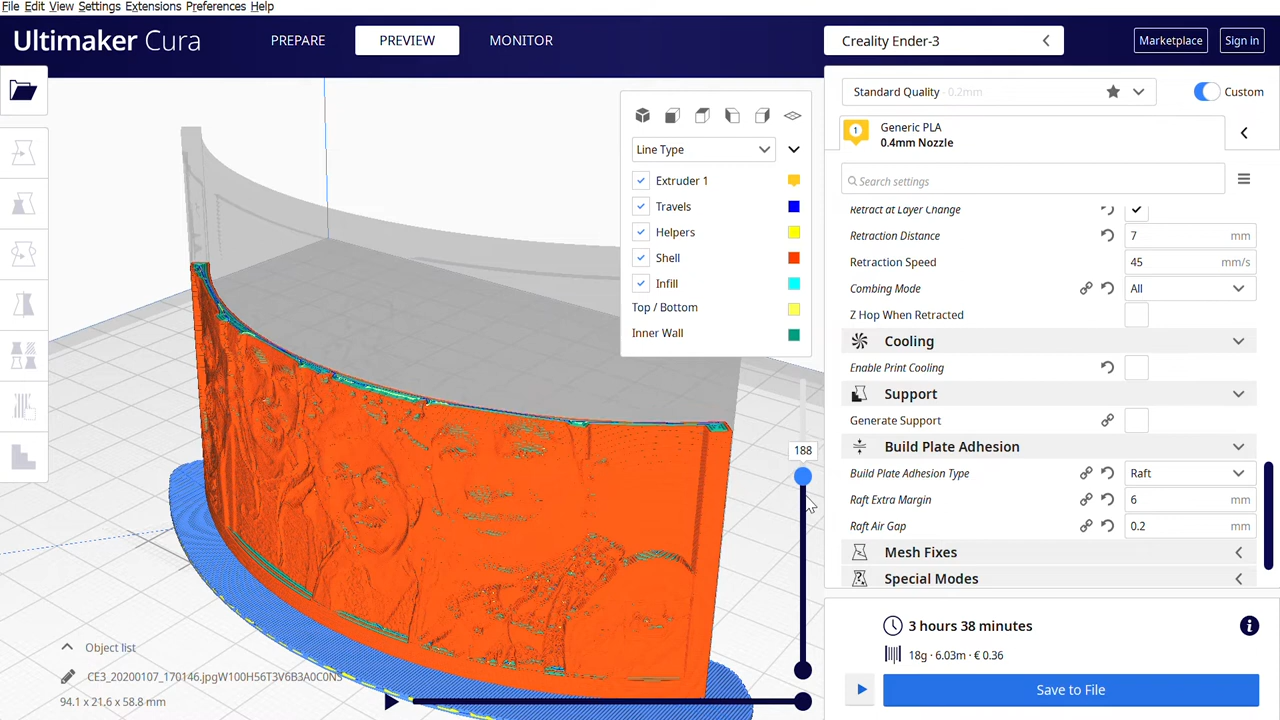 File Edit View Settings Extensions Preferences Help
Ultimaker Cura
PREPARE
PREVIEW
MONITOR
Creality Ender-3
Marketplace
Sign in
Standard Quality - 0.2mm
Custom
1
Generic PLA
0.4mm Nozzle
Search settings
Line Type
Extruder 1
Travels
Helpers
Shell
Infill
Top / Bottom
Inner Wall
188
Retract at Layer Change
Retraction Distance 7 mm
Retraction Speed 45 mm/s
Combing Mode All
Z Hop When Retracted
Cooling
Enable Print Cooling
Support
Generate Support
Build Plate Adhesion
Build Plate Adhesion Type Raft
Raft Extra Margin 6 mm
Raft Air Gap 0.2 mm
Mesh Fixes
Special Modes
3 hours 38 minutes
18g · 6.03m · € 0.36
Save to File
Object list
CE3_20200107_170146.jpgW100H56T3V6B3A0C0NS
94.1 x 21.6 x 58.8 mm